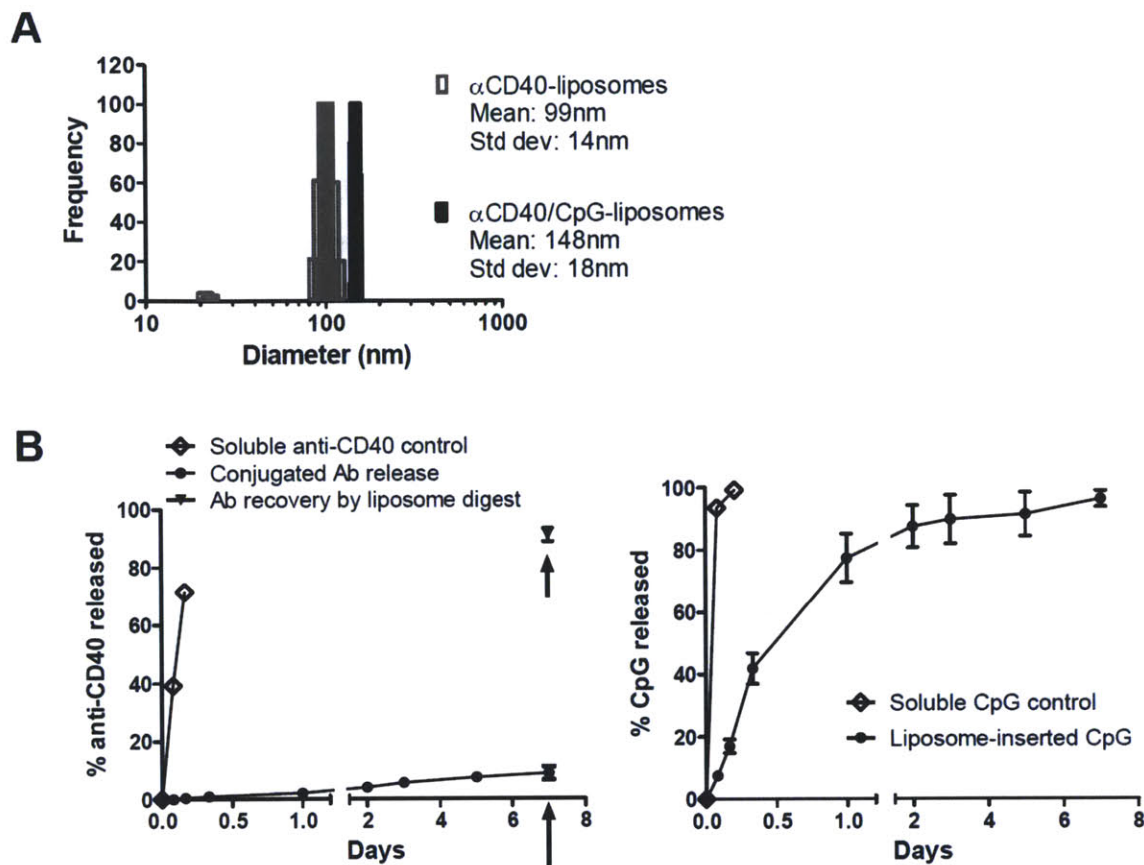 A
120
100
80
60
40
20
0
Frequency
10
100
1000
Diameter (nm)
αCD40-liposomes
Mean: 99nm
Std dev: 14nm
αCD40/CpG-liposomes
Mean: 148nm
Std dev: 18nm
B
Soluble anti-CD40 control
Conjugated Ab release
Ab recovery by liposome digest
100
80
60
40
20
0
% anti-CD40 released
0.0
0.5
1.0
2
4
6
8
Days
100
80
60
40
20
0
% CpG released
Soluble CpG control
Liposome-inserted CpG
0.0
0.5
1.0
2
4
6
8
Days